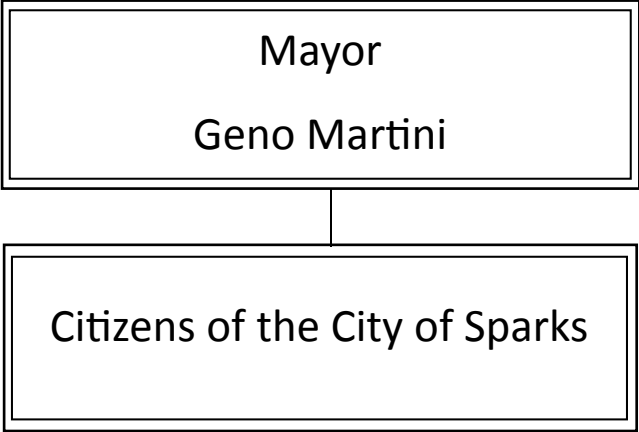 Mayor
Geno Martini
Citizens of the City of Sparks